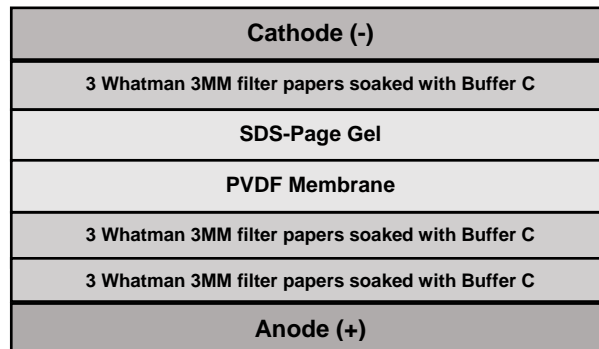 Cathode (-)
3 Whatman 3MM filter papers soaked with Buffer C
SDS-Page Gel
PVDF Membrane
3 Whatman 3MM filter papers soaked with Buffer C
3 Whatman 3MM filter papers soaked with Buffer C
Anode (+)